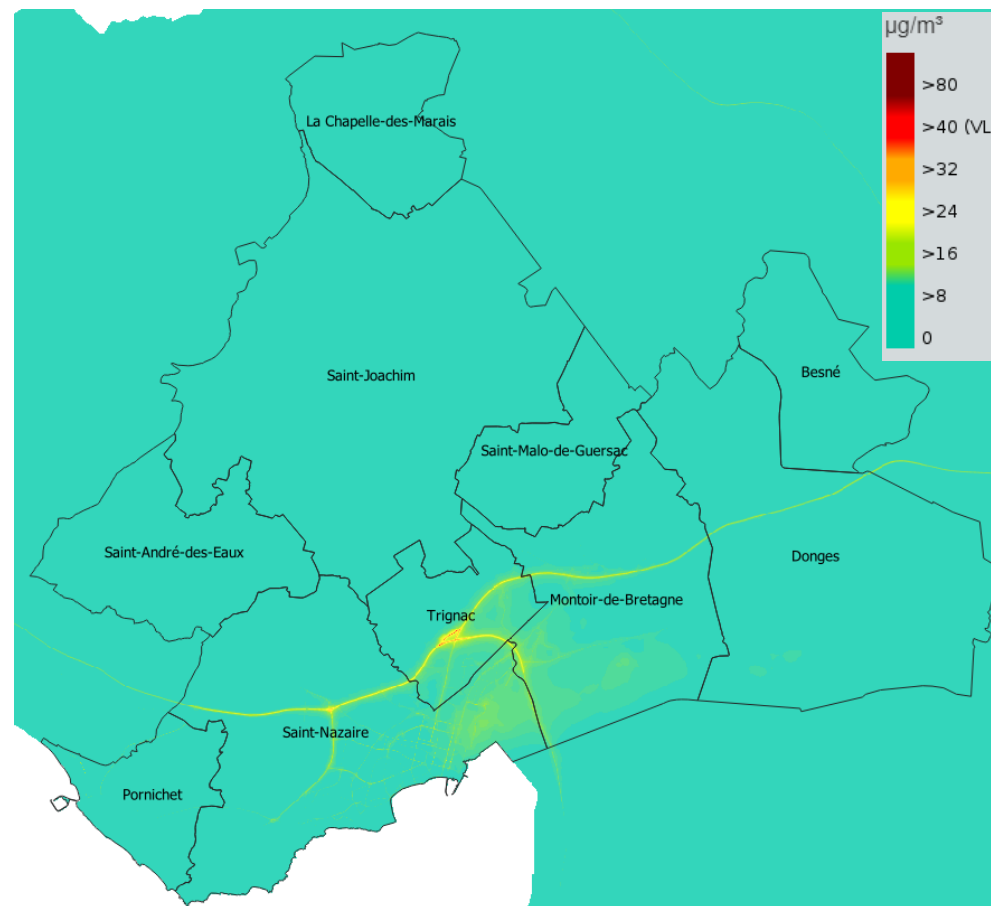 µg/m³
>80
>40 (VL
>32
>24
>16
>8
0
La Chapelle-des-Marais
Saint-Joachim
Besné
Saint-Malo-de-Guersac
Saint-André-des-Eaux
Donges
Montoir-de-Bretagne
Trignac
Saint-Nazaire
Pornichet